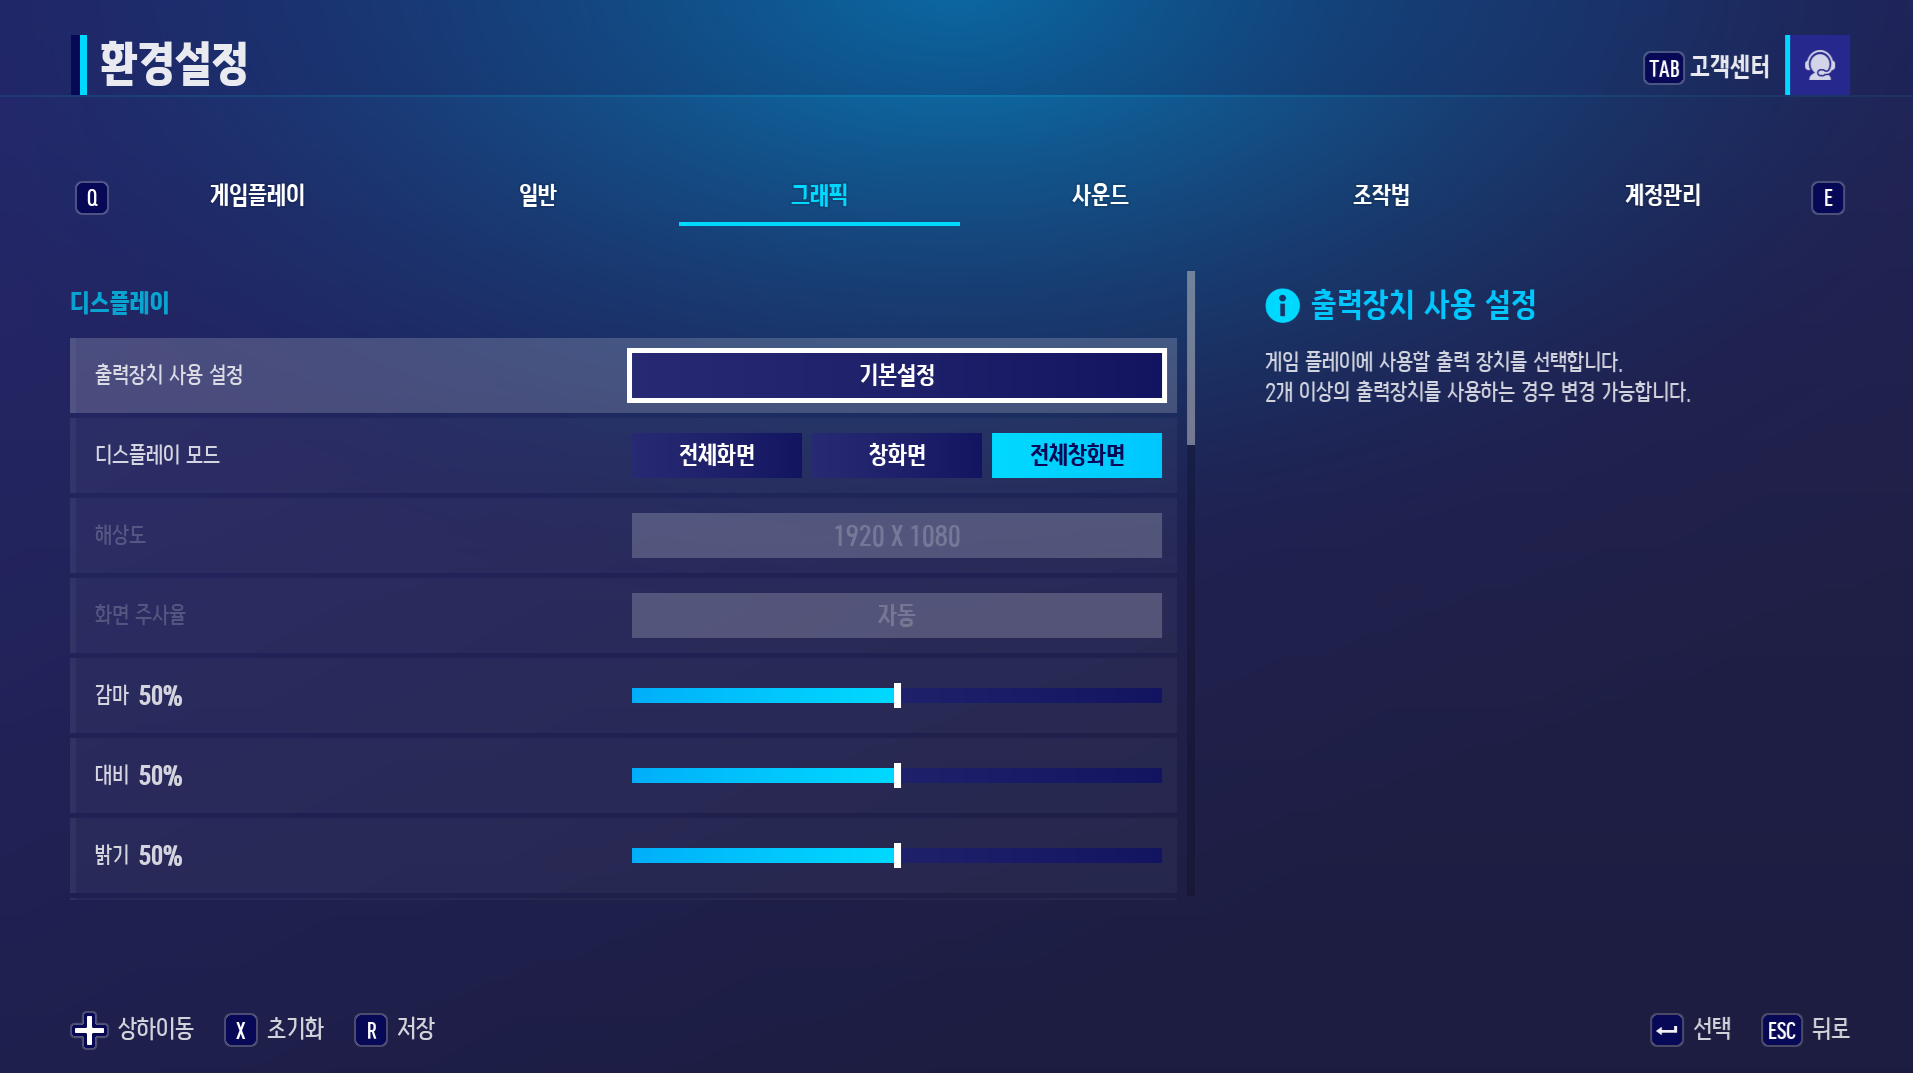 환경설정
TAB 고객센터
Q 게임플레이 일반 그래픽 사운드 조작법 계정관리 E
디스플레이
출력장치 사용 설정 기본설정
디스플레이 모드 전체화면 창화면 전체창화면
해상도 1920 X 1080
화면 주사율 자동
감마 50%
대비 50%
밝기 50%
출력장치 사용 설정
게임 플레이에 사용할 출력 장치를 선택합니다.
2개 이상의 출력장치를 사용하는 경우 변경 가능합니다.
상하이동 X 초기화 R 저장
선택 ESC 뒤로